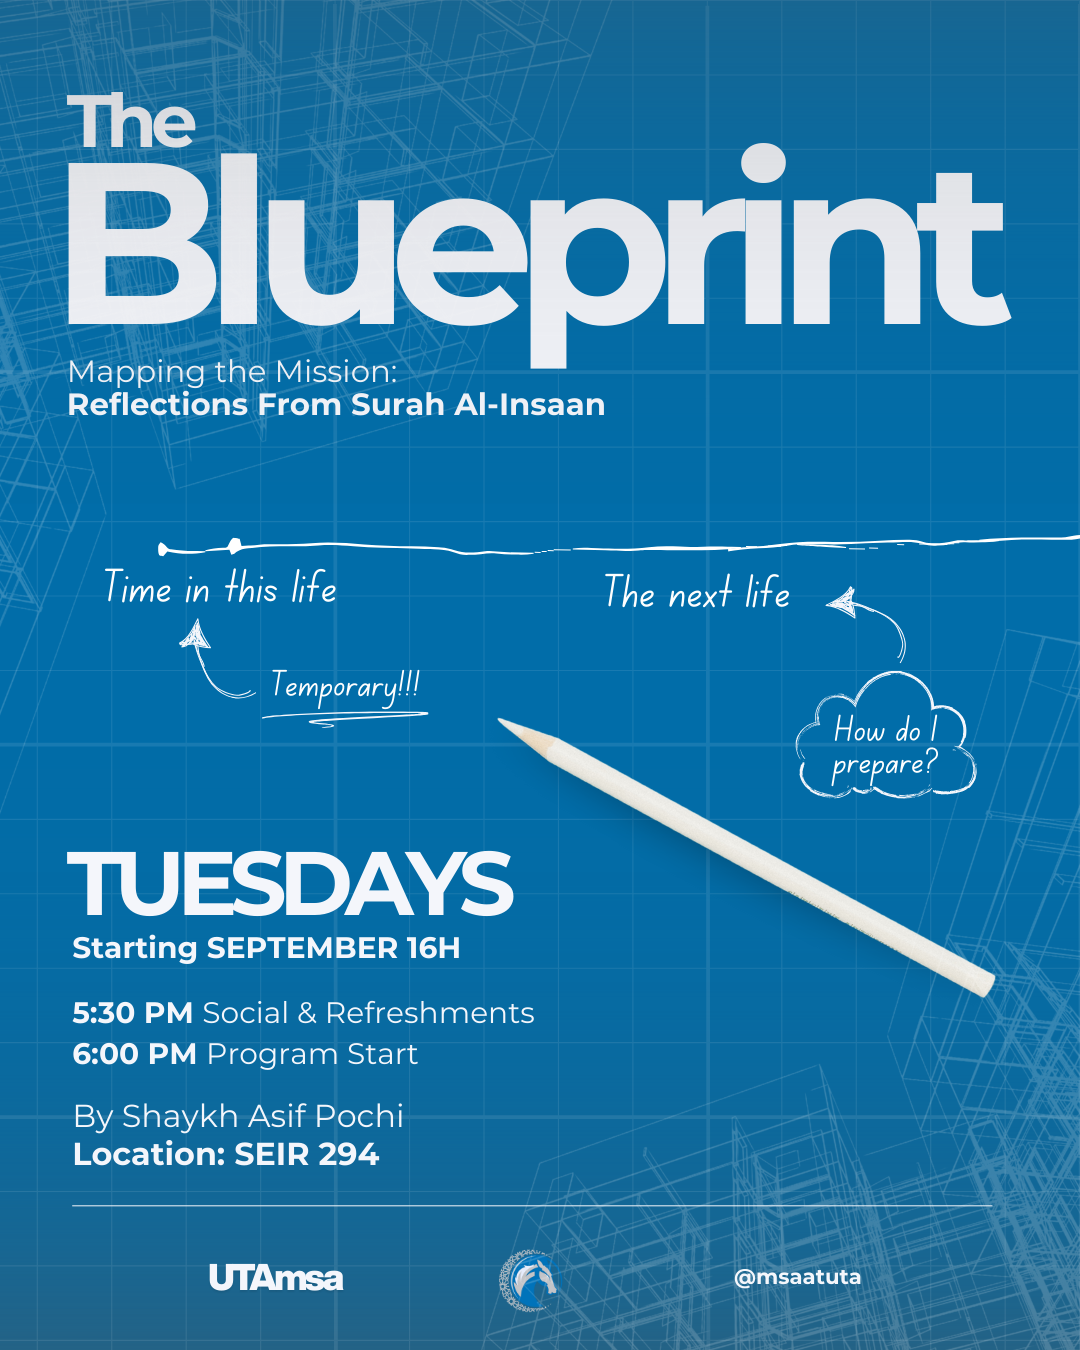 The
Blueprint
Mapping the Mission:
Reflections From Surah Al-Insaan
Time in this life
The next life
Temporary!!!
How do I
prepare?
TUESDAYS
Starting SEPTEMBER 16H
5:30 PM Social & Refreshments
6:00 PM Program Start
By Shaykh Asif Pochi
Location: SEIR 294
UTAmsa
@msaatuta